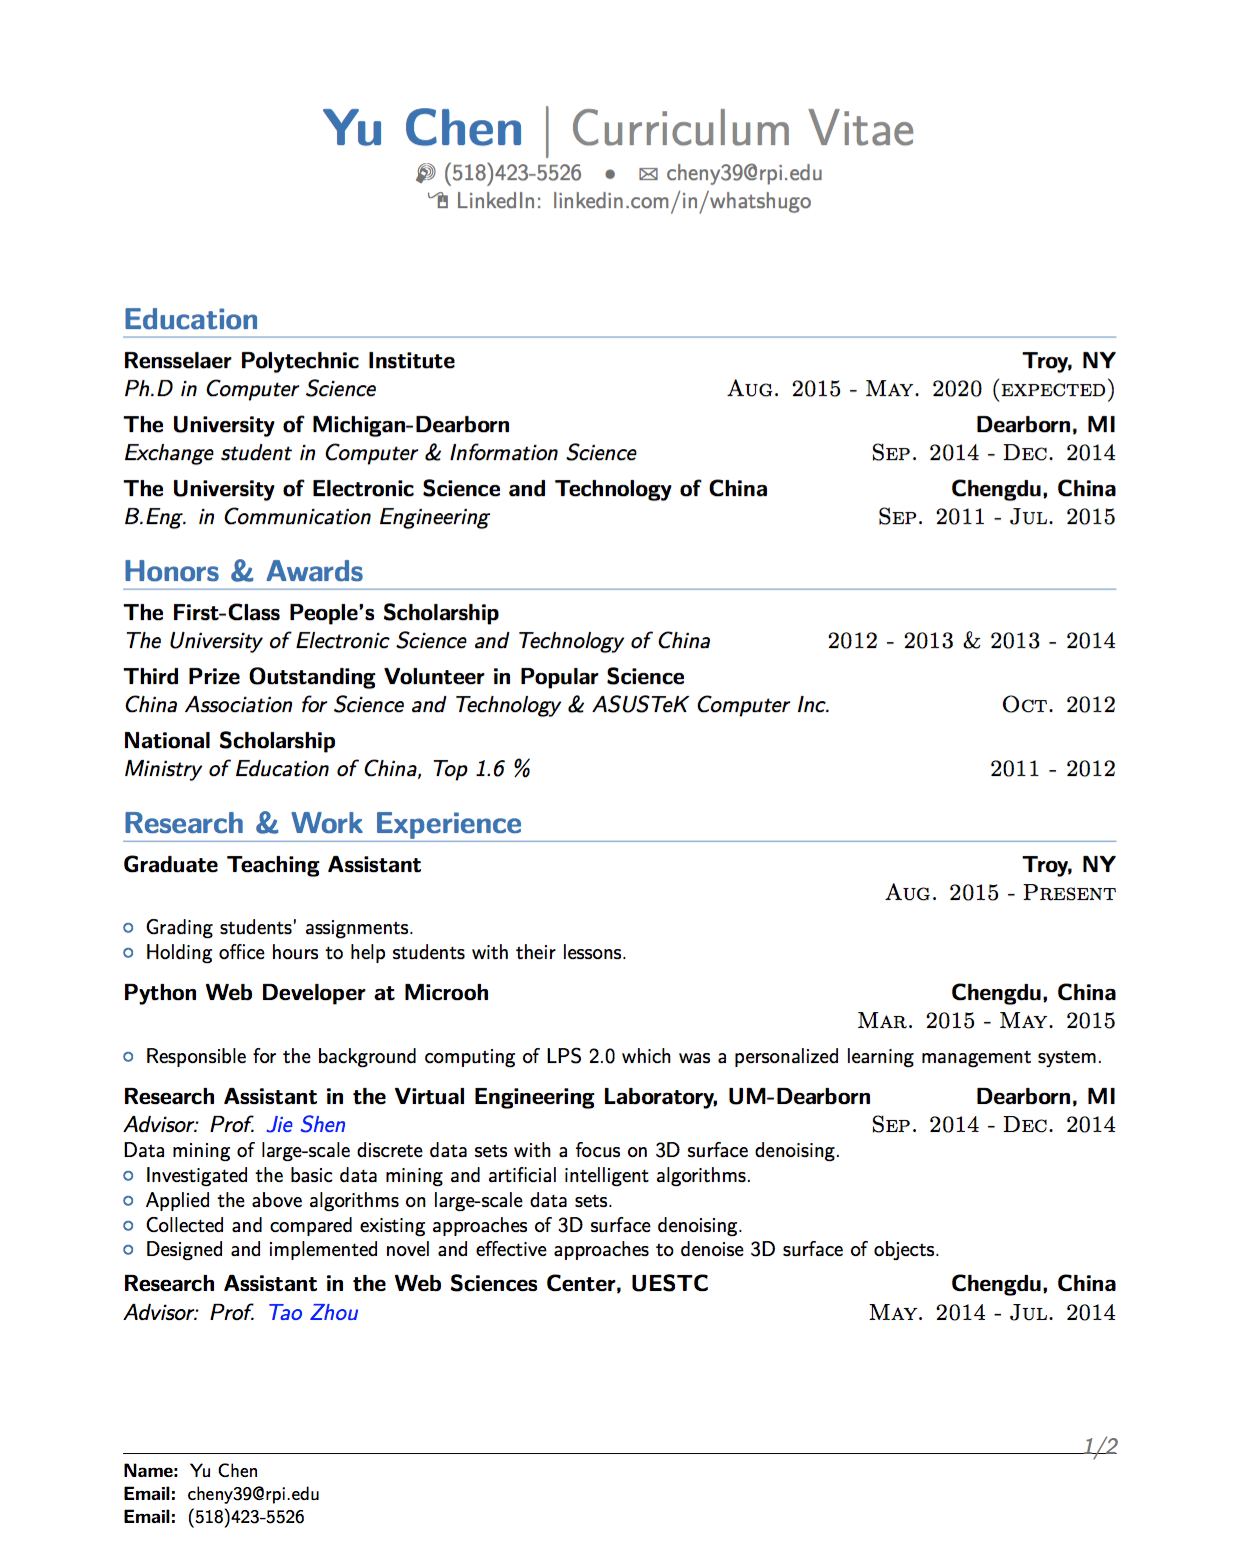 Yu Chen | Curriculum Vitae
(518)423-5526 • cheny39@rpi.edu
LinkedIn: linkedin.com/in/whatshugo
Education
Rensselaer Polytechnic Institute Troy, NY
Ph.D in Computer Science Aug. 2015 - May. 2020 (expected)
The University of Michigan-Dearborn Dearborn, MI
Exchange student in Computer & Information Science Sep. 2014 - Dec. 2014
The University of Electronic Science and Technology of China Chengdu, China
B.Eng. in Communication Engineering Sep. 2011 - Jul. 2015
Honors & Awards
The First-Class People's Scholarship
The University of Electronic Science and Technology of China 2012 - 2013 & 2013 - 2014
Third Prize Outstanding Volunteer in Popular Science
China Association for Science and Technology & ASUSTeK Computer Inc. Oct. 2012
National Scholarship
Ministry of Education of China, Top 1.6 % 2011 - 2012
Research & Work Experience
Graduate Teaching Assistant Troy, NY
Aug. 2015 - Present
Grading students' assignments.
Holding office hours to help students with their lessons.
Python Web Developer at Microoh Chengdu, China
Mar. 2015 - May. 2015
Responsible for the background computing of LPS 2.0 which was a personalized learning management system.
Research Assistant in the Virtual Engineering Laboratory, UM-Dearborn Dearborn, MI
Advisor: Prof. Jie Shen Sep. 2014 - Dec. 2014
Data mining of large-scale discrete data sets with a focus on 3D surface denoising.
Investigated the basic data mining and artificial intelligent algorithms.
Applied the above algorithms on large-scale data sets.
Collected and compared existing approaches of 3D surface denoising.
Designed and implemented novel and effective approaches to denoise 3D surface of objects.
Research Assistant in the Web Sciences Center, UESTC Chengdu, China
Advisor: Prof. Tao Zhou May. 2014 - Jul. 2014
1/2
Name: Yu Chen
Email: cheny39@rpi.edu
Email: (518)423-5526